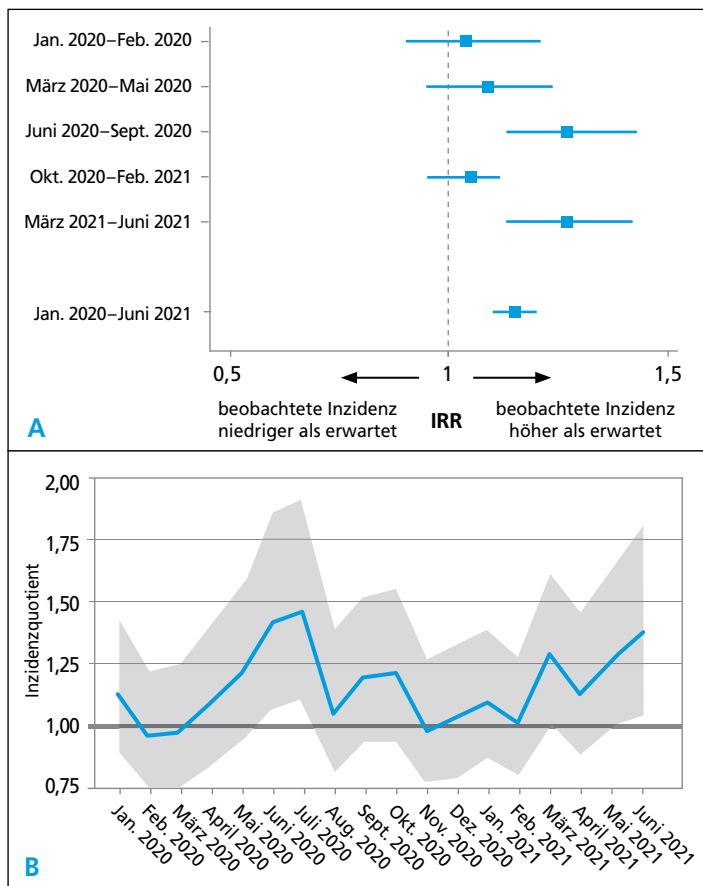 Jan. 2020–Feb. 2020
März 2020–Mai 2020
Juni 2020–Sept. 2020
Okt. 2020–Feb. 2021
März 2021–Juni 2021
Jan. 2020–Juni 2021
0,5
1
1,5
beobachtete Inzidenz
niedriger als erwartet
IRR
beobachtete Inzidenz
höher als erwartet
A
Inzidenzquotient
2,00
1,75
1,50
1,25
1,00
0,75
Jan. 2020
Feb. 2020
März 2020
April 2020
Mai 2020
Juni 2020
Juli 2020
Aug. 2020
Sept. 2020
Okt. 2020
Nov. 2020
Dez. 2020
Jan. 2021
Feb. 2021
März 2021
April 2021
Mai 2021
Juni 2021
B